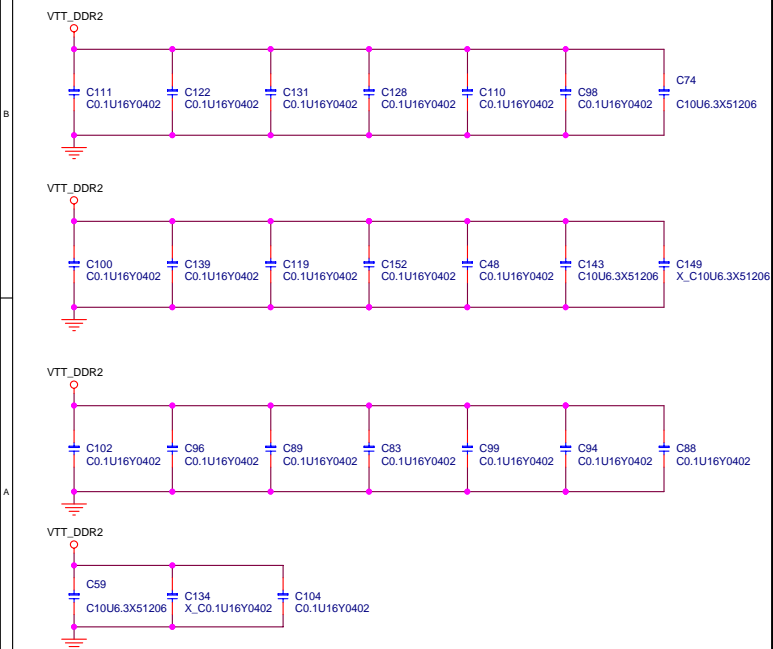 VTT_DDR2
C111 C122 C131 C128 C110 C98 C74
C0.1U16Y0402 C0.1U16Y0402 C0.1U16Y0402 C0.1U16Y0402 C0.1U16Y0402 C0.1U16Y0402 C10U6.3X51206
B
VTT_DDR2
C100 C139 C119 C152 C48 C143 C149
C0.1U16Y0402 C0.1U16Y0402 C0.1U16Y0402 C0.1U16Y0402 C0.1U16Y0402 C10U6.3X51206 X_C10U6.3X51206
VTT_DDR2
C102 C96 C89 C83 C99 C94 C88
C0.1U16Y0402 C0.1U16Y0402 C0.1U16Y0402 C0.1U16Y0402 C0.1U16Y0402 C0.1U16Y0402 C0.1U16Y0402
A
VTT_DDR2
C59 C134 C104
C10U6.3X51206 X_C0.1U16Y0402 C0.1U16Y0402